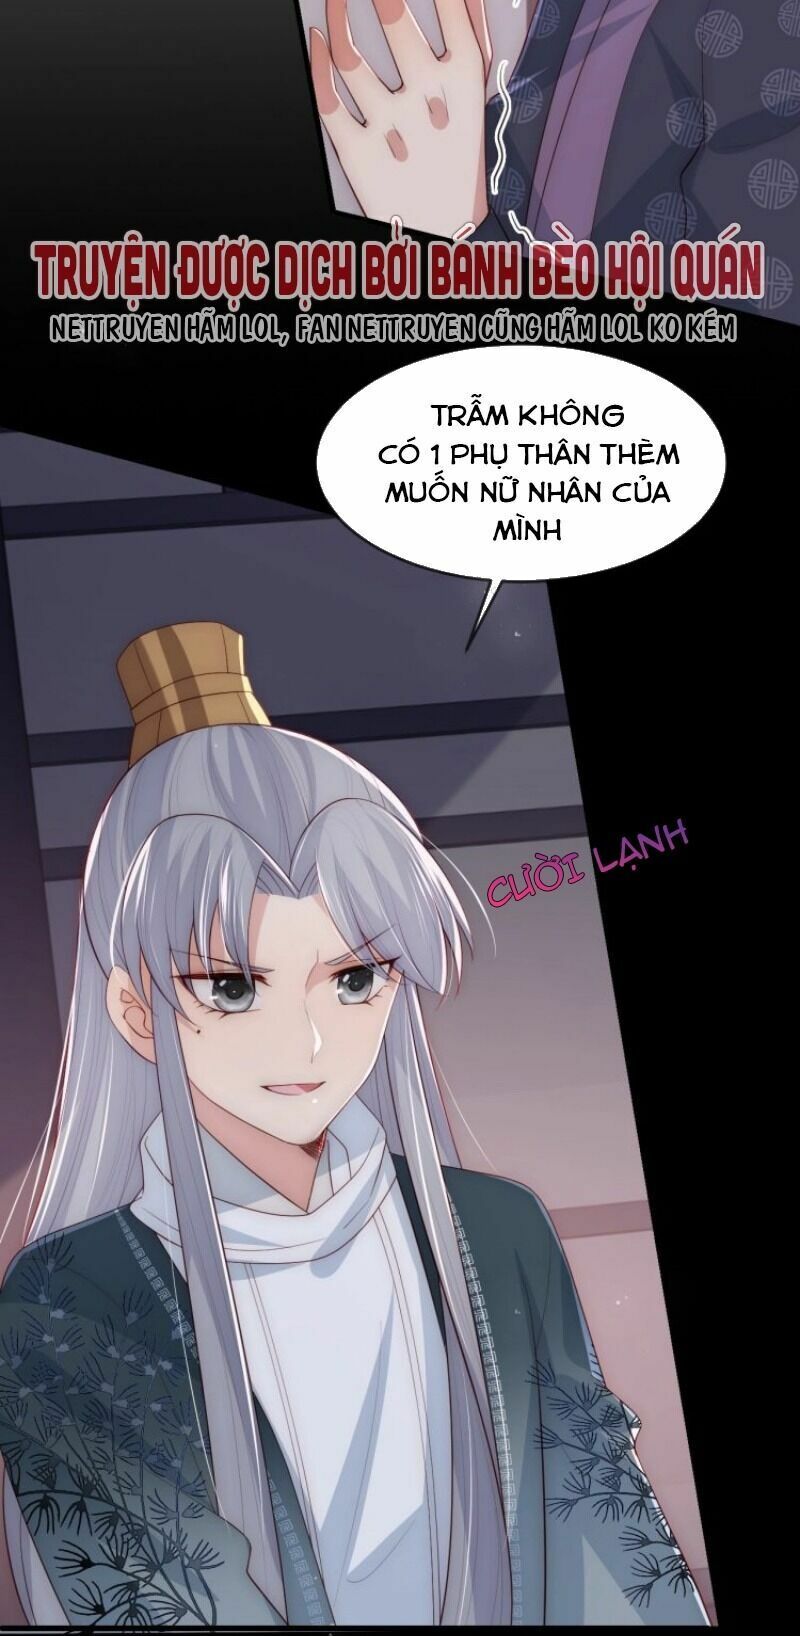 TRUYỆN ĐƯỢC DỊCH BỞI BÁNH BÈO HỘI QUÁN
NETTRUYEN HÃM LOL, FAN NETTRUYEN CŨNG HÃM LOL KO KÉM
TRẪM KHÔNG
CÓ 1 PHỤ THÂN THÈM
MUỐN NỮ NHÂN CỦA
MÌNH
CƯỜI LẠNH